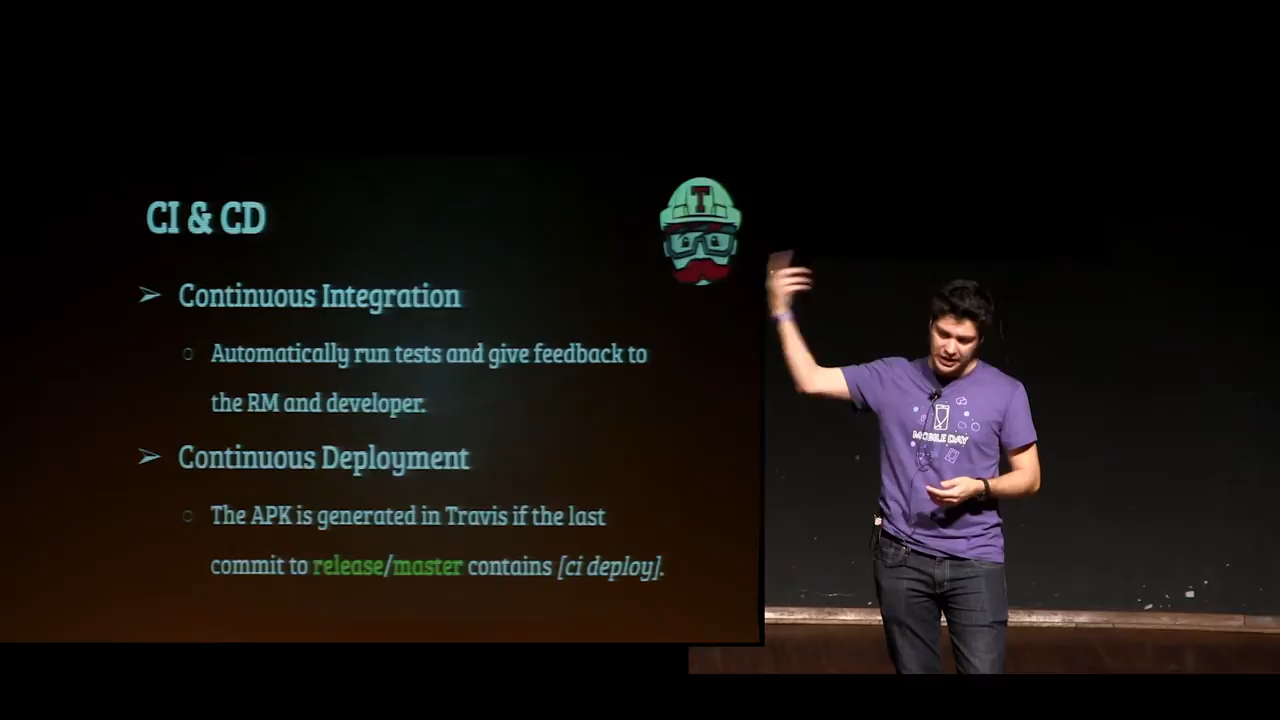 CI & CD
T
➢ Continuous Integration
○ Automatically run tests and give feedback to
the RM and developer.
➢ Continuous Deployment
○ The APK is generated in Travis if the last
commit to release/master contains [ci deploy].
MOBILE DAY